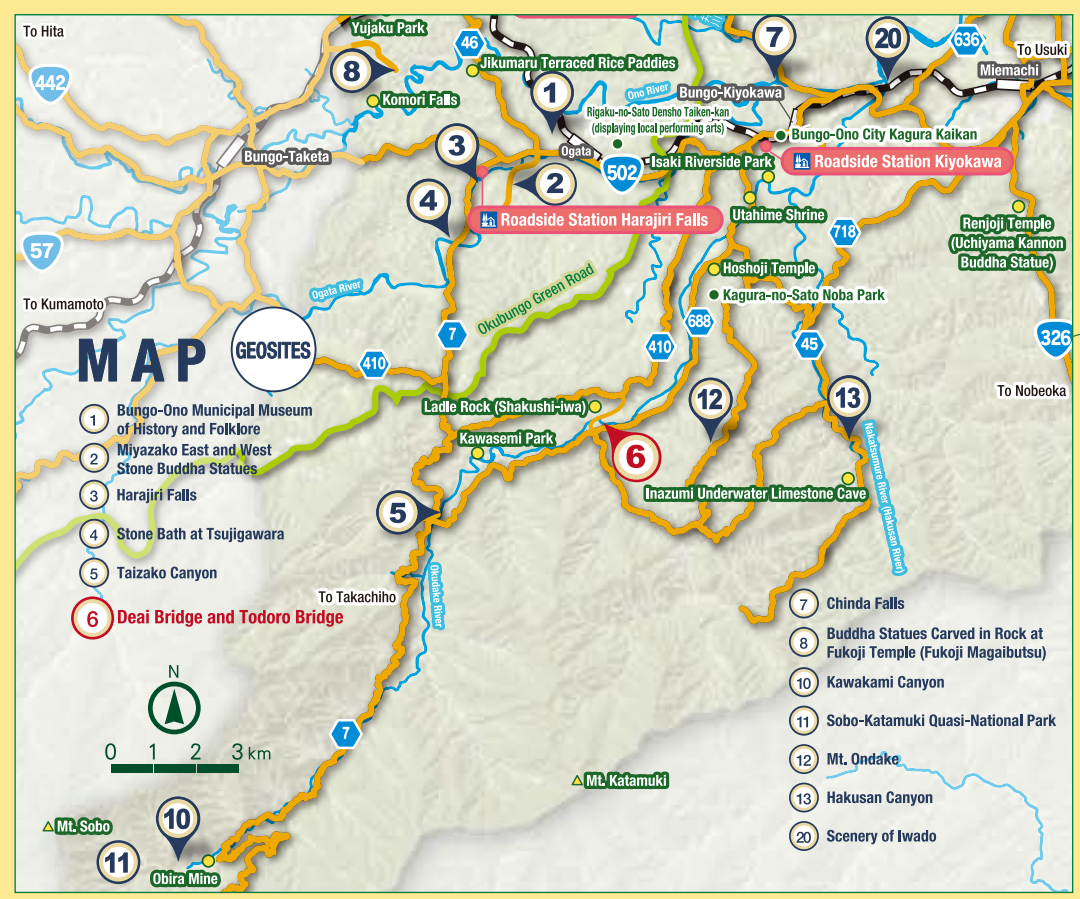 To Hita
Yujaku Park
46
7
20
636
To Usuki
442
8
Jikumaru Terraced Rice Paddies
Miemachi
Komori Falls
1
Ono River
Bungo-Kiyokawa
Rigaku-no-Sato Densho Taiken-kan
(displaying local performing arts)
Bungo-Ono City Kagura Kaikan
Bungo-Taketa
3
Ogata
Isaki Riverside Park
Roadside Station Kiyokawa
502
2
4
Roadside Station Harajiri Falls
Utahime Shrine
Renjoji Temple
(Uchiyama Kannon
Buddha Statue)
57
718
Hoshoji Temple
Kagura-no-Sato Noba Park
Okubungo Green Road
Ogata River
To Kumamoto
7
688
410
45
326
MAP
GEOSITES
410
To Nobeoka
Ladle Rock (Shakushi-iwa)
12
13
1 Bungo-Ono Municipal Museum
of History and Folklore
2 Miyazako East and West
Stone Buddha Statues
3 Harajiri Falls
4 Stone Bath at Tsujigawara
5 Taizako Canyon
6 Deai Bridge and Todoro Bridge
Kawasemi Park
6
Inazumi Underwater Limestone Cave
Nakatsumure River (Hakusan River)
5
Okudake River
To Takachiho
7 Chinda Falls
8 Buddha Statues Carved in Rock at
Fukoji Temple (Fukoji Magaibutsu)
10 Kawakami Canyon
11 Sobo-Katamuki Quasi-National Park
12 Mt. Ondake
13 Hakusan Canyon
20 Scenery of Iwado
N
0 1 2 3 km
7
Mt. Katamuki
Mt. Sobo
10
11
Obira Mine